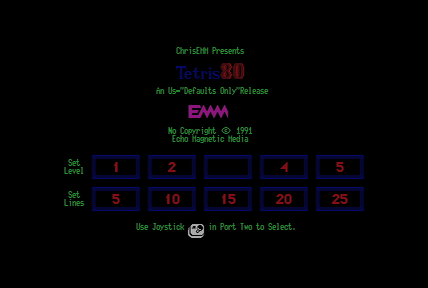 ChrisEHH Presents
Tetris80
An Us="Defaults Only"Release
EMM
No Copyright © 1991
Echo Magnetic Media
Set Level 1 2 4 5
Set Lines 5 10 15 20 25
Use Joystick in Port Two to Select.